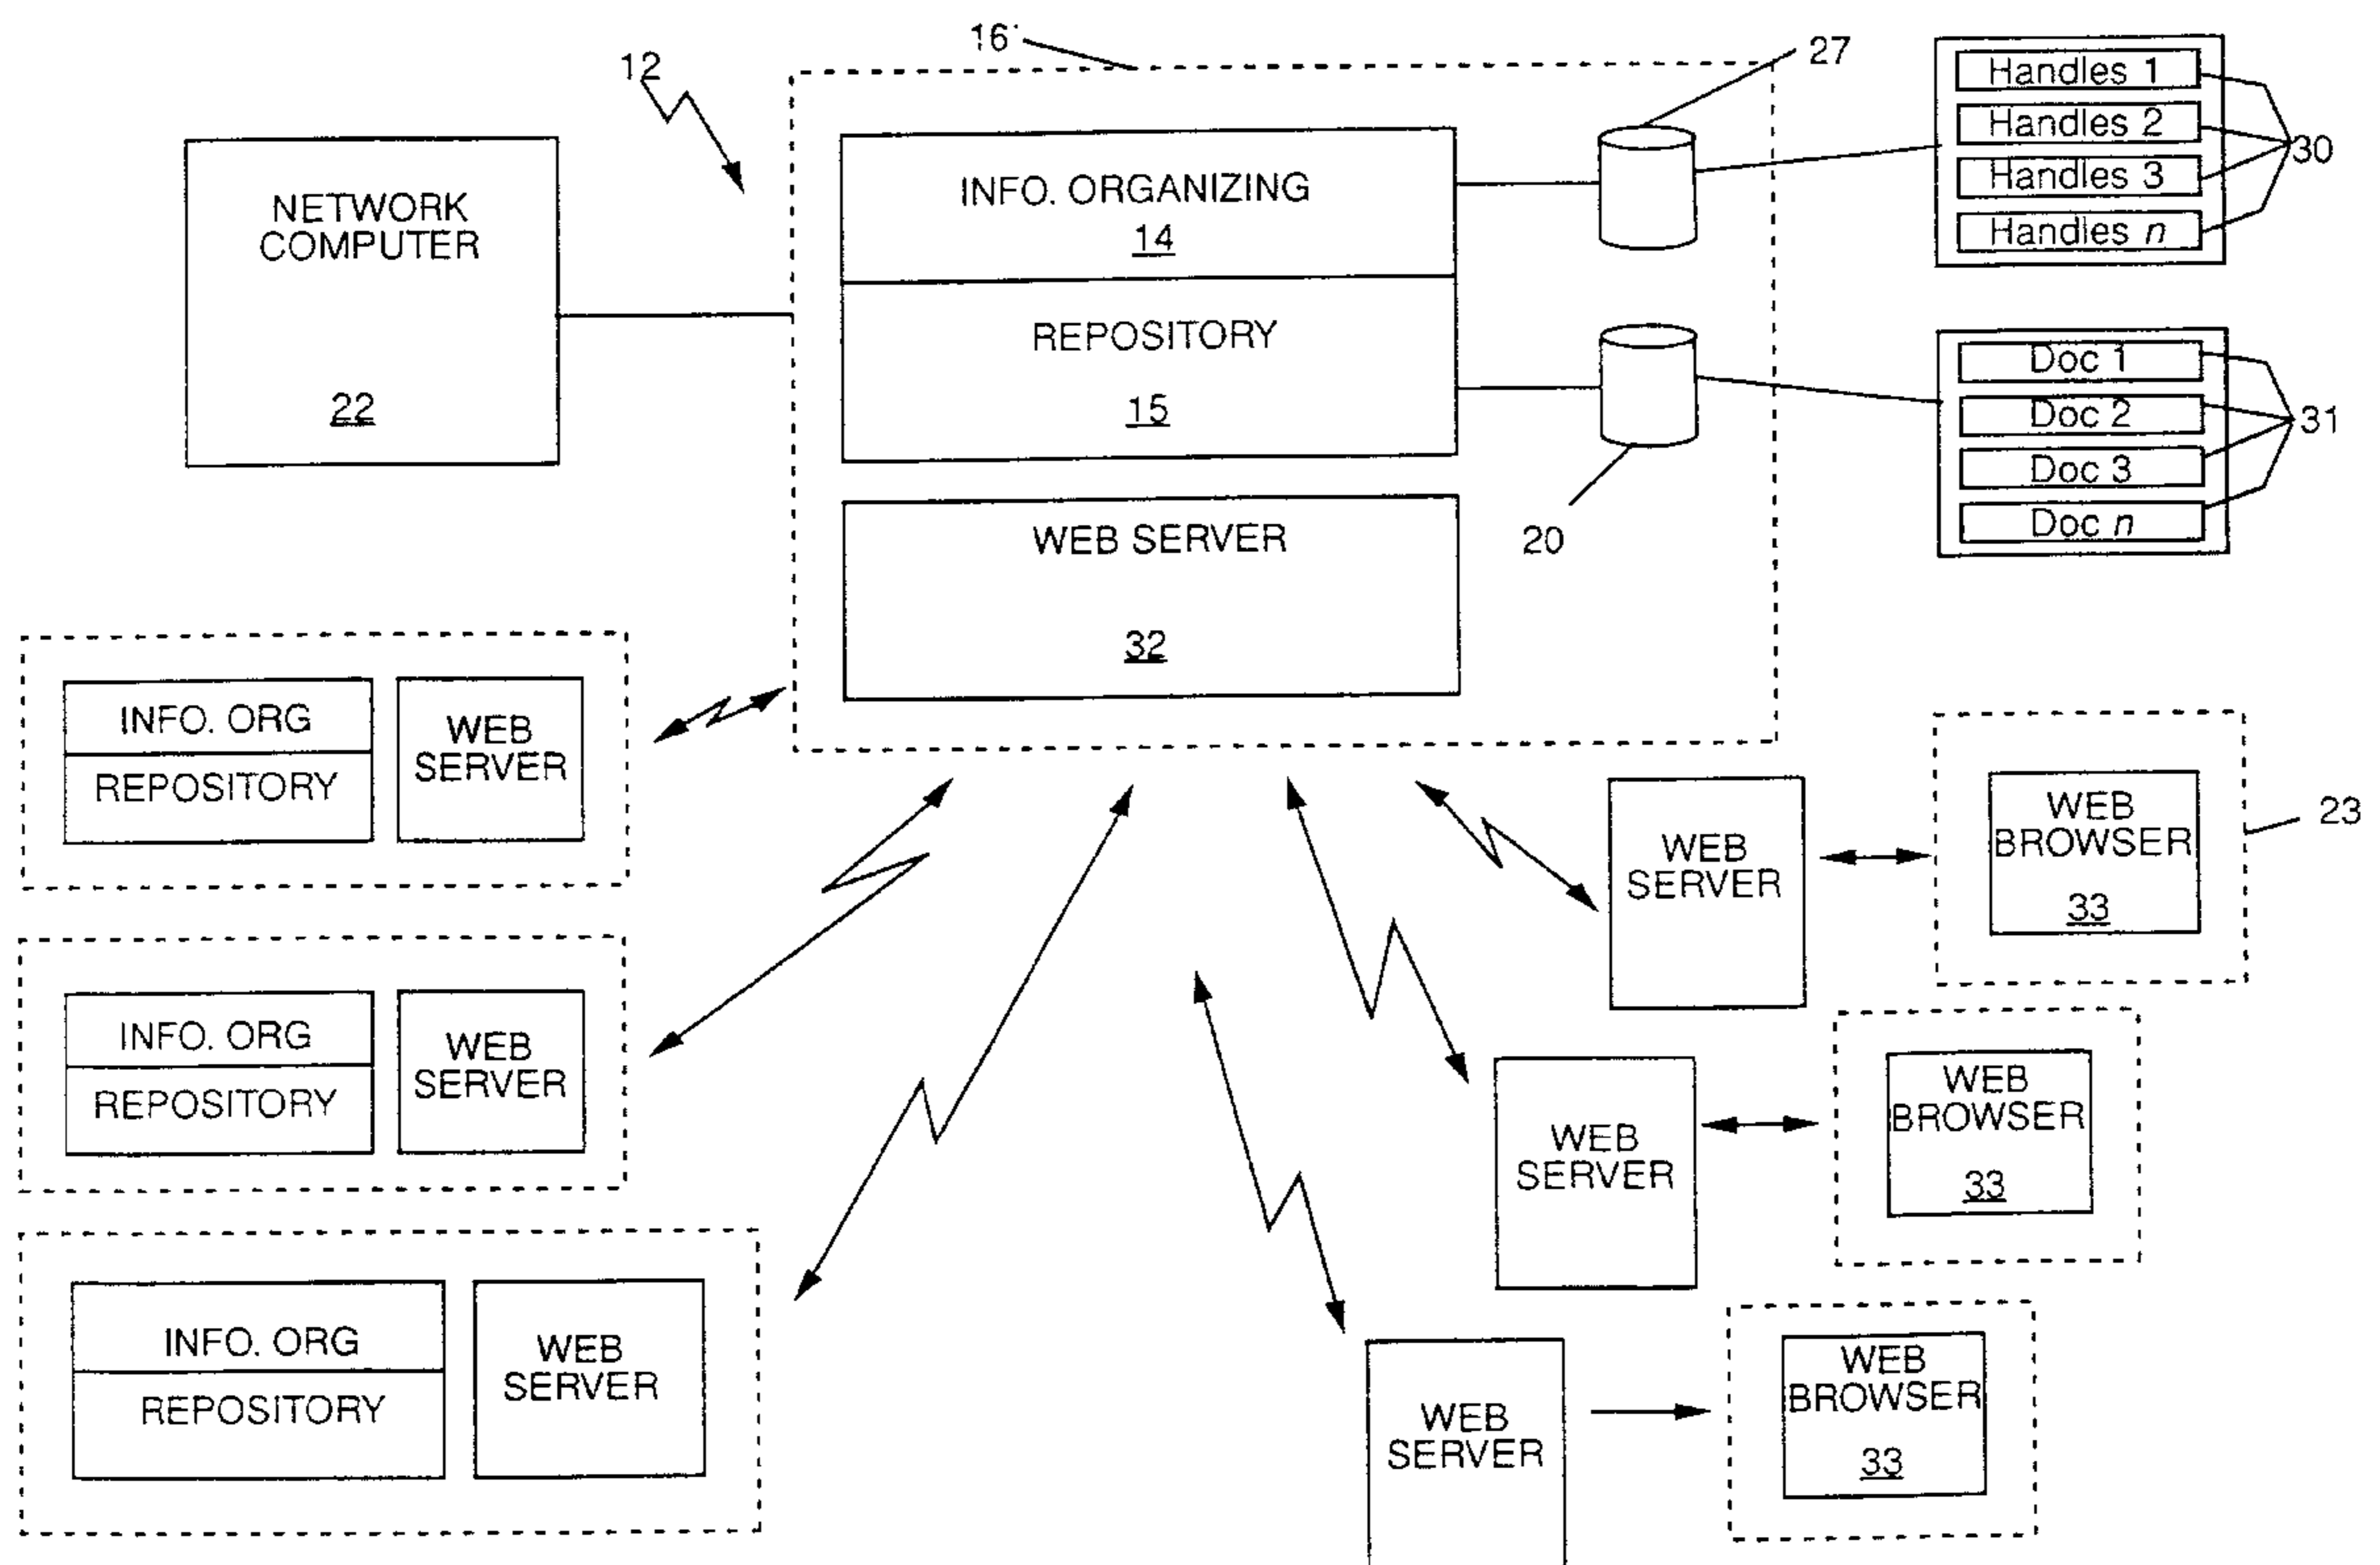 16
27
12
Handles 1
Handles 2
Handles 3
Handles n
30
NETWORK
COMPUTER
22
INFO. ORGANIZING
14
REPOSITORY
15
Doc 1
Doc 2
Doc 3
Doc n
31
20
WEB SERVER
32
INFO. ORG
REPOSITORY
WEB
SERVER
WEB
SERVER
WEB
BROWSER
33
23
INFO. ORG
REPOSITORY
WEB
SERVER
WEB
SERVER
WEB
BROWSER
33
INFO. ORG
REPOSITORY
WEB
SERVER
WEB
SERVER
WEB
BROWSER
33